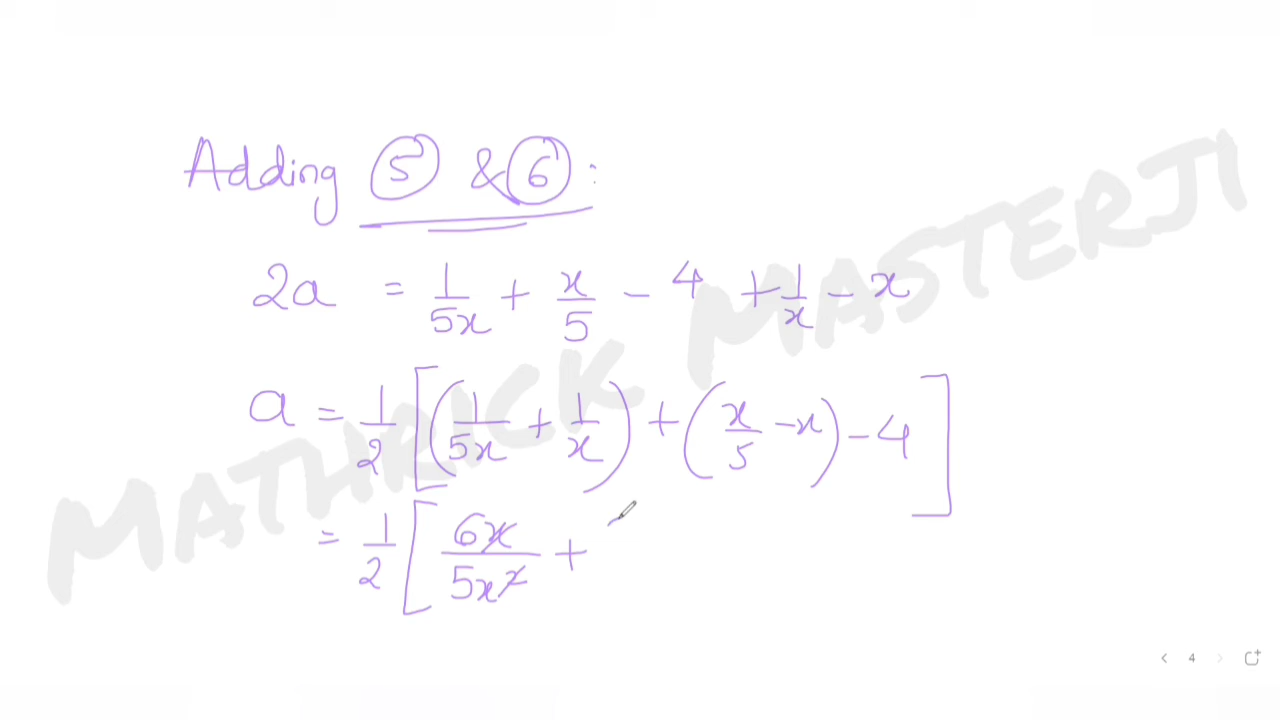 Adding 5 & 6 :
2a = 1/5x + x/5 - 4 + 1/x - x
a = 1/2 [(1/5x + 1/x) + (x/5 - x) - 4]
= 1/2 [6x/5x² +
MATHRICK MASTERJI
< 4 >